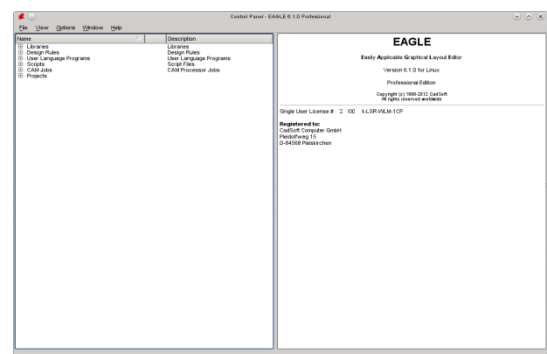 Control Panel - EAGLE 6.1.0 Professional
File View Options Window Help
Name Description
Libraries Libraries
Design Rules Design Rules
User Language Programs User Language Programs
Scripts Script Files
CAM Jobs CAM Processor Jobs
Projects
EAGLE
Easily Applicable Graphical Layout Editor
Version 6.1.0 for Linux
Professional Edition
Copyright (c) 1988-2012 CadSoft
All rights reserved worldwide
Single User License #
Registered to:
CadSoft Computer GmbH
Pleidolfweg 15
D-84568 Pleiskirchen